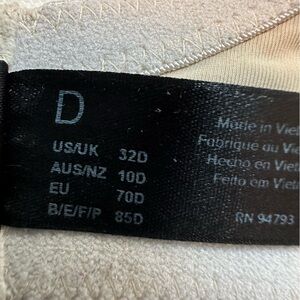 D
US/UK 32D
AUS/NZ 10D
EU 70D
B/E/F/P 85D
Made in Viet
Fabriqué au Vie
Hecho en Viet
Feito em Viet
RN 94793